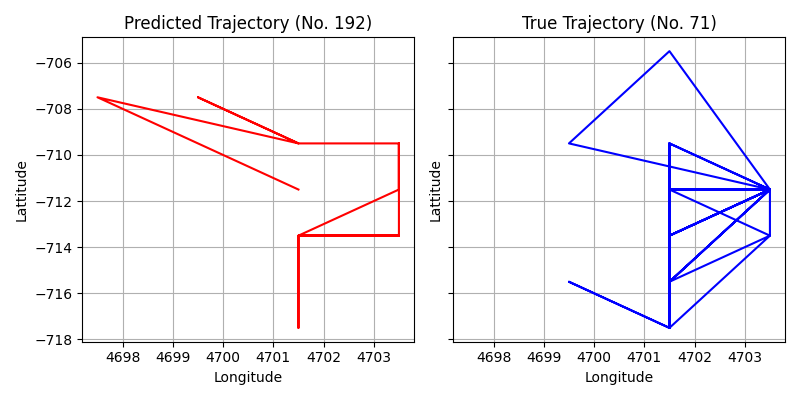 Predicted Trajectory (No. 192)
True Trajectory (No. 71)
−706
−708
−710
−712
−714
−716
−718
Lattitude
Lattitude
4698 4699 4700 4701 4702 4703
4698 4699 4700 4701 4702 4703
Longitude
Longitude